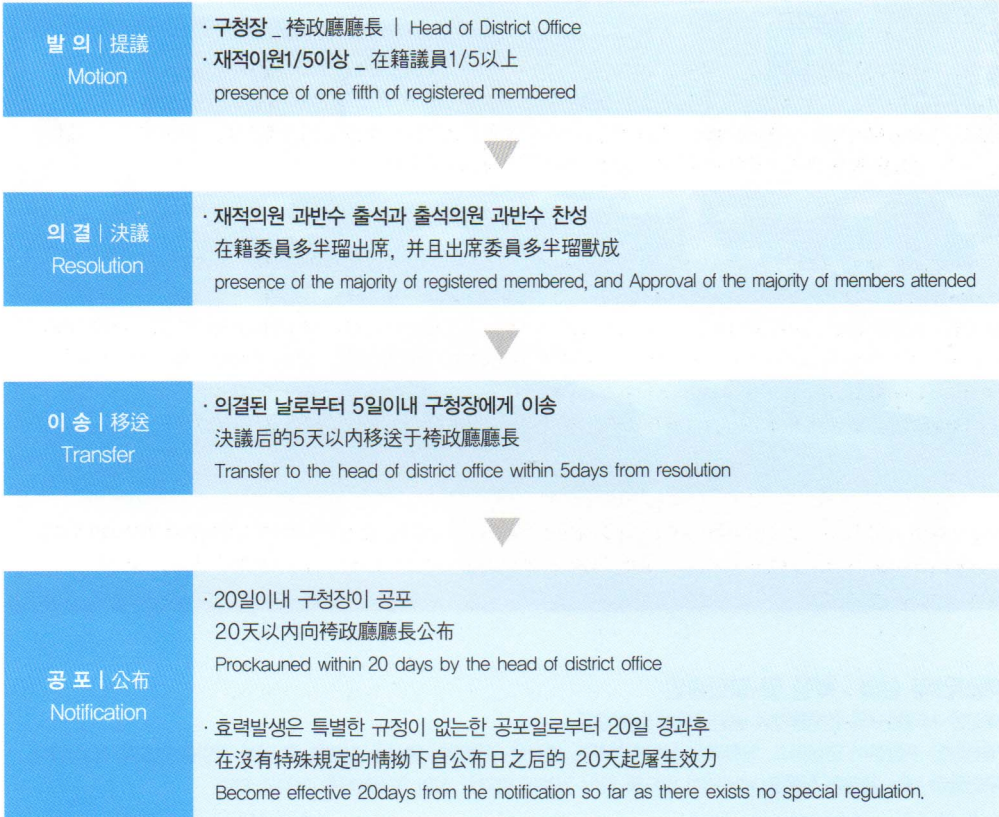 발 의 | 提議
Motion
· 구청장 _ 袴政廳廳長 | Head of District Office
· 재적이원1/5이상 _ 在籍議員1/5以上
presence of one fifth of registered membered
의 결 | 決議
Resolution
· 재적의원 과반수 출석과 출석의원 과반수 찬성
在籍委員多半瑠出席, 并且出席委員多半瑠獸成
presence of the majority of registered membered, and Approval of the majority of members attended
이 송 | 移送
Transfer
· 의결된 날로부터 5일이내 구청장에게 이송
決議后的5天以内移送于袴政廳廳長
Transfer to the head of district office within 5days from resolution
공 포 | 公布
Notification
· 20일이내 구청장이 공포
20天以内向袴政廳廳長公布
Prockauned within 20 days by the head of district office
· 효력발생은 특별한 규정이 없는한 공포일로부터 20일 경과후
在沒有特殊規定的情拗下自公布日之后的 20天起屠生效力
Become effective 20days from the notification so far as there exists no special regulation.